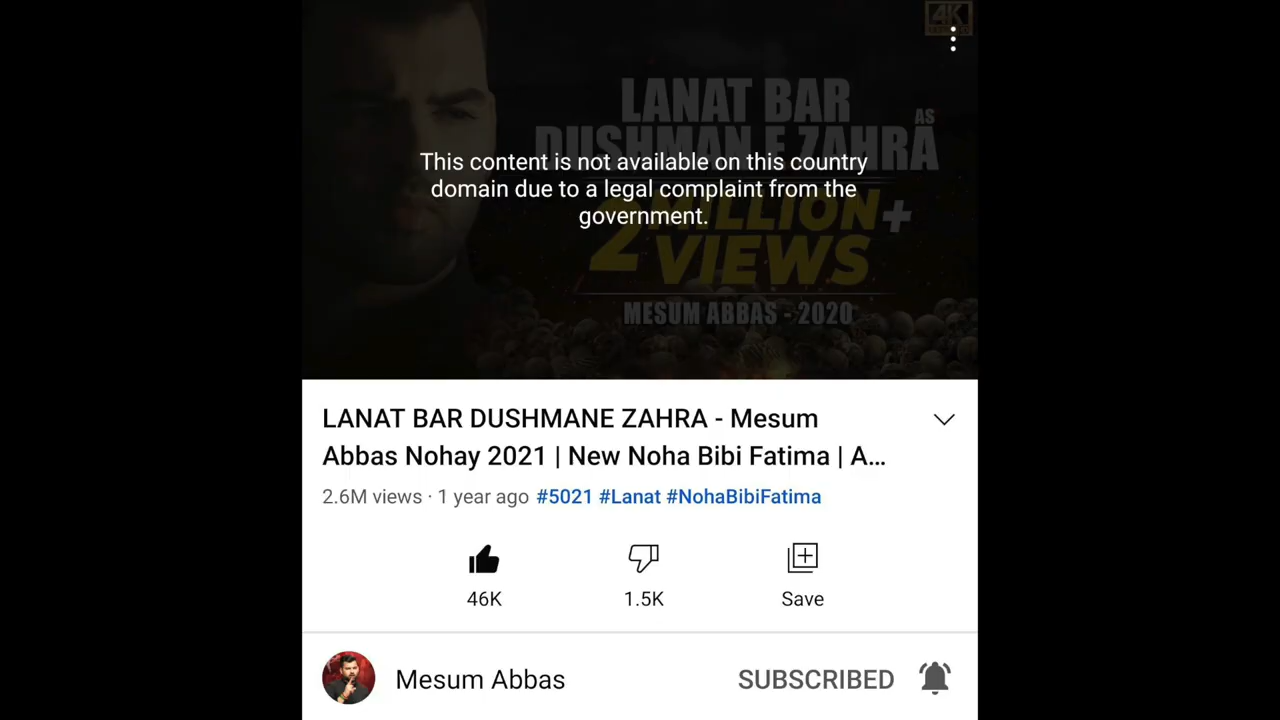 4K
LANAT BAR
AS
DUSHMAN E ZAHRA
This content is not available on this country
domain due to a legal complaint from the
government.
2 MILLION+
VIEWS
MESUM ABBAS - 2020
LANAT BAR DUSHMANE ZAHRA - Mesum
Abbas Nohay 2021 | New Noha Bibi Fatima | A...
2.6M views · 1 year ago #5021 #Lanat #NohaBibiFatima
46K
1.5K
Save
Mesum Abbas
SUBSCRIBED